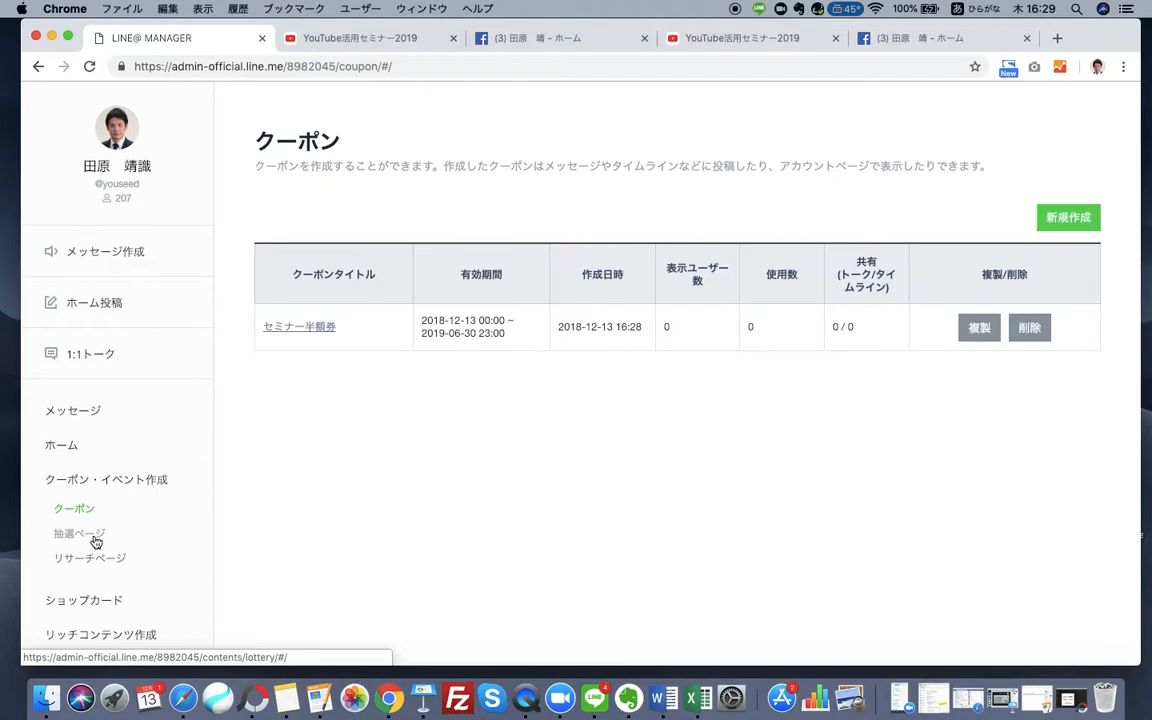 Chrome ファイル 編集 表示 履歴 ブックマーク ユーザー ウィンドウ ヘルプ 45° 100% あ ひらがな 木 16:29
LINE@ MANAGER YouTube活用セミナー2019 (3) 田原 靖 - ホーム YouTube活用セミナー2019 (3) 田原 靖 - ホーム
https://admin-official.line.me/8982045/coupon/#/ New
田原 靖識
@youseed
207
メッセージ作成
ホーム投稿
1:1トーク
メッセージ
ホーム
クーポン・イベント作成
クーポン
抽選ページ
リサーチページ
ショップカード
リッチコンテンツ作成
https://admin-official.line.me/8982045/contents/lottery/#/
クーポン
クーポンを作成することができます。作成したクーポンはメッセージやタイムラインなどに投稿したり、アカウントページで表示したりできます。
新規作成
クーポンタイトル 有効期間 作成日時 表示ユーザー数 使用数 共有(トーク/タイムライン) 複製/削除
セミナー半額券 2018-12-13 00:00 ~ 2019-06-30 23:00 2018-12-13 16:28 0 0 0 / 0 複製 削除